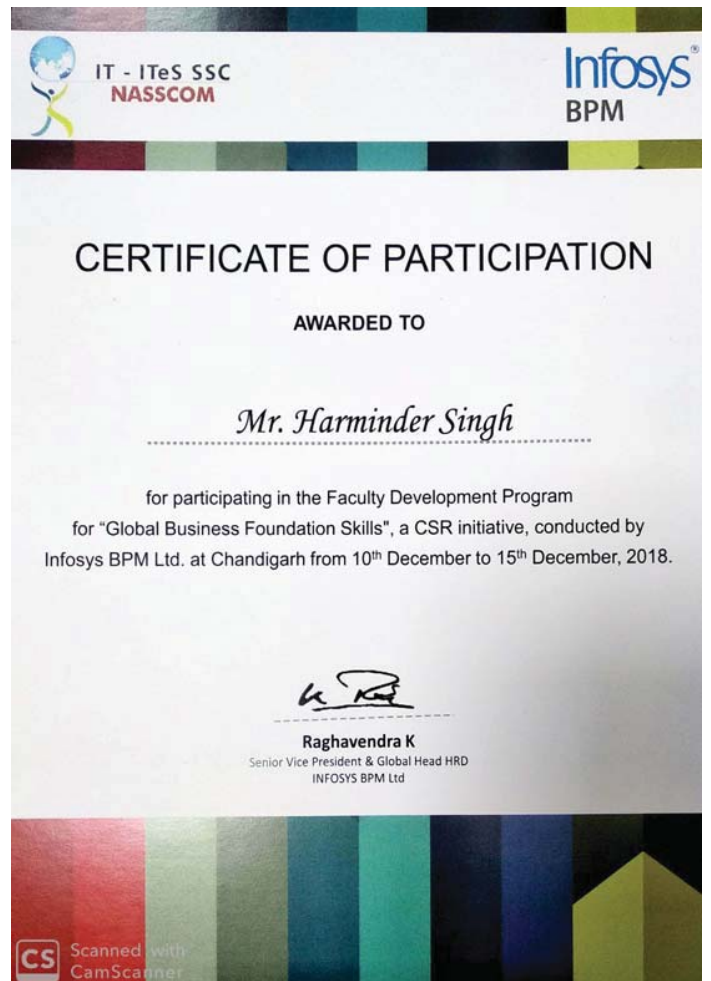 IT - ITeS SSC
NASSCOM
Infosys®
BPM
CERTIFICATE OF PARTICIPATION
AWARDED TO
Mr. Harminder Singh
for participating in the Faculty Development Program
for “Global Business Foundation Skills", a CSR initiative, conducted by
Infosys BPM Ltd. at Chandigarh from 10th December to 15th December, 2018.
Raghavendra K
Senior Vice President & Global Head HRD
INFOSYS BPM Ltd
CS Scanned with
CamScanner